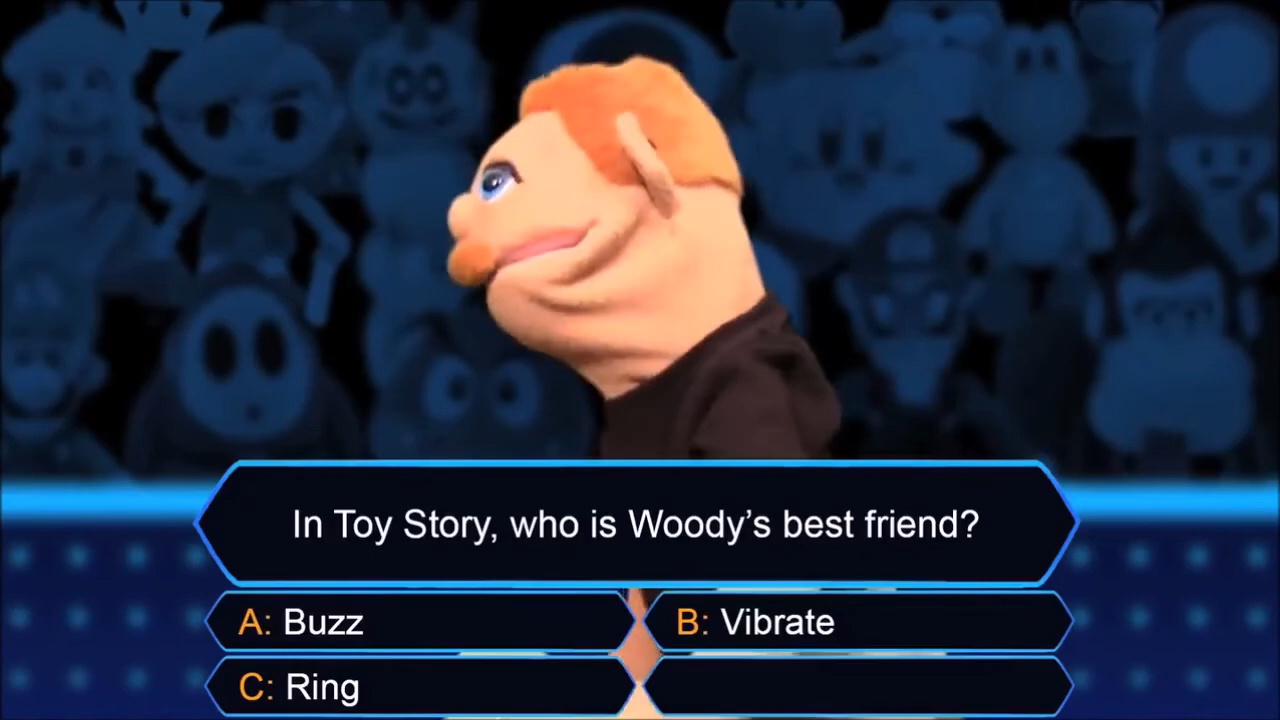 In Toy Story, who is Woody’s best friend?
A: Buzz
B: Vibrate
C: Ring